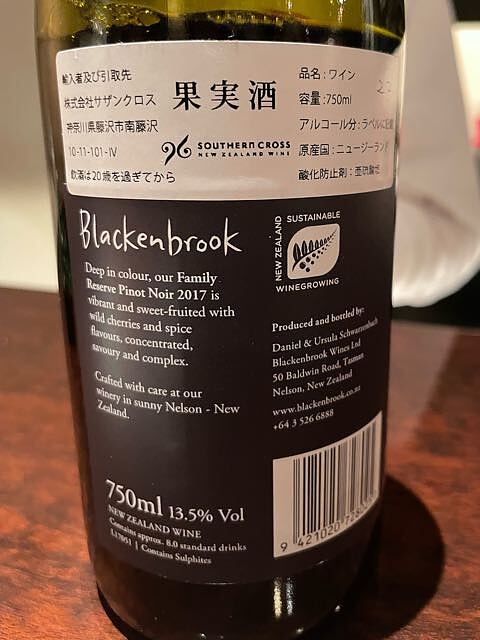 輸入者及び引取先
株式会社サザンクロス
神奈川県藤沢市南藤沢
10-11-101-Ⅳ
飲酒は20歳を過ぎてから
果実酒
SOUTHERN CROSS
NEW ZEALAND WINE
品名:ワイン
容量:750ml
アルコール分:ラベルに記載
原産国:ニュージーランド
酸化防止剤:亜硫酸塩
Blackenbrook
Deep in colour, our Family
Reserve Pinot Noir 2017 is
vibrant and sweet-fruited with
wild cherries and spice
flavours, concentrated,
savoury and complex.
Crafted with care at our
winery in sunny Nelson - New
Zealand.
750ml 13.5% Vol
NEW ZEALAND WINE
Contains approx. 8.0 standard drinks
L17051 | Contains Sulphites
NEW ZEALAND
SUSTAINABLE
WINEGROWING
Produced and bottled by:
Daniel & Ursula Schwarzenbach
Blackenbrook Wines Ltd
50 Baldwin Road, Tasman
Nelson, New Zealand
www.blackenbrook.co.nz
+64 3 526 6888
9 421020 728